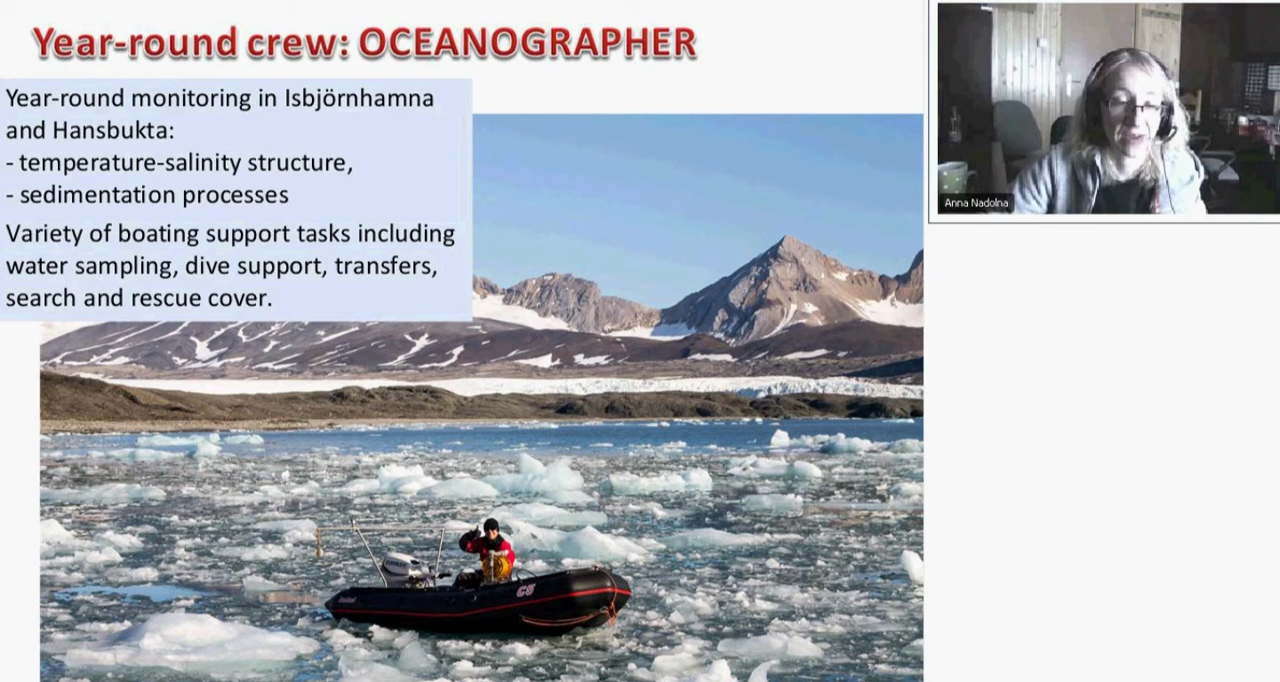 Year-round crew: OCEANOGRAPHER
Year-round monitoring in Isbjörnhamna
and Hansbukta:
- temperature-salinity structure,
- sedimentation processes
Variety of boating support tasks including
water sampling, dive support, transfers,
search and rescue cover.
Anna Nadolna